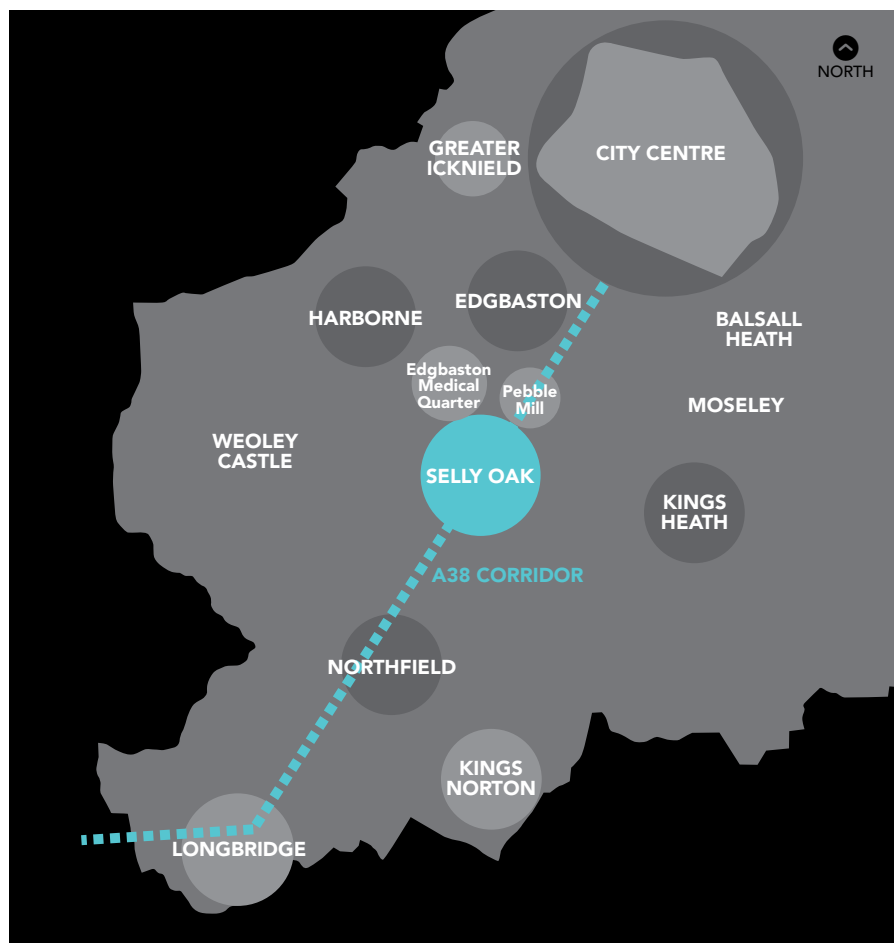 NORTH
GREATER
ICKNIELD
CITY CENTRE
HARBORNE
EDGBASTON
BALSALL
HEATH
Edgbaston
Medical
Quarter
Pebble
Mill
MOSELEY
WEOLEY
CASTLE
SELLY OAK
KINGS
HEATH
A38 CORRIDOR
NORTHFIELD
KINGS
NORTON
LONGBRIDGE